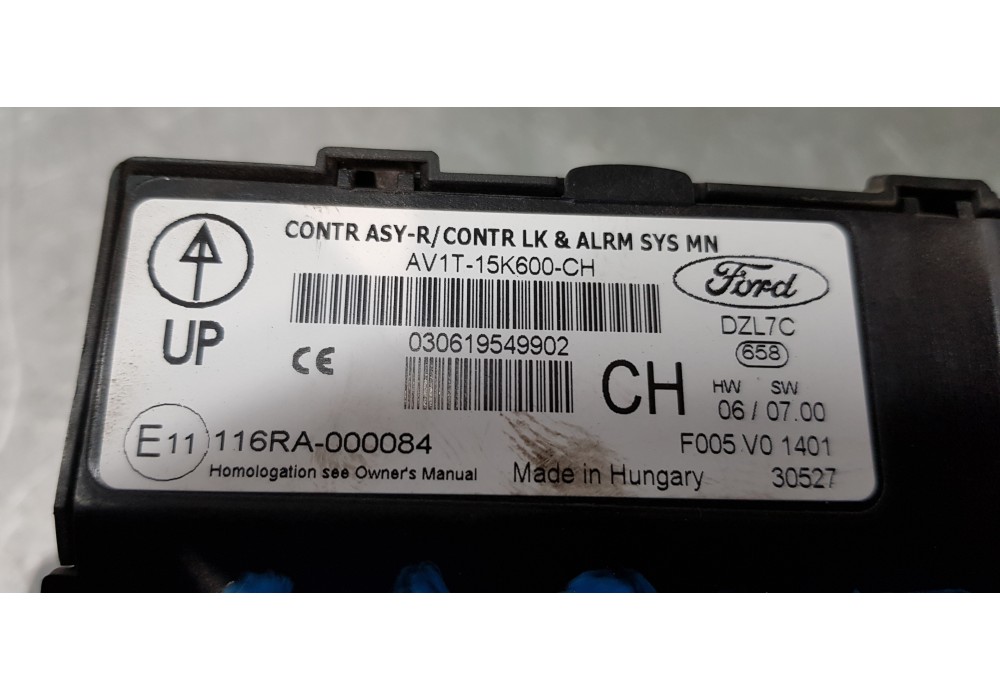 CONTR ASY-R/CONTR LK & ALRM SYS MN
AV1T-15K600-CH
Ford
UP
DZL7C
030619549902
658
CE
CH
HW SW
06 / 07.00
E11 116RA-000084
F005 V0 1401
Homologation see Owner's Manual
Made in Hungary
30527